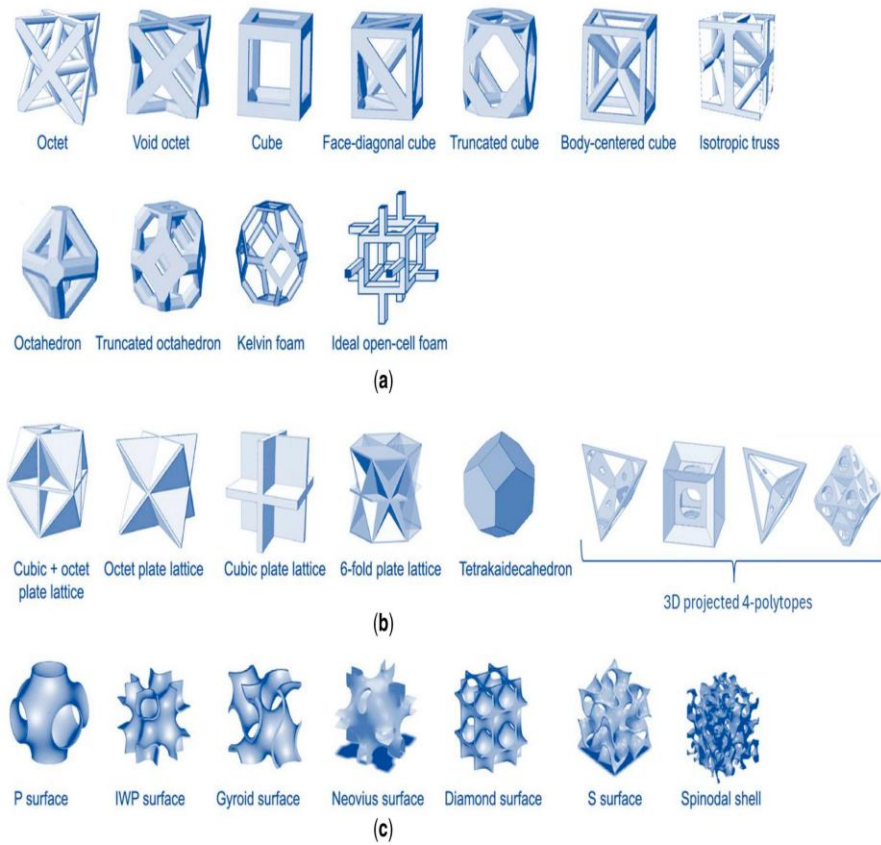 Octet Void octet Cube Face-diagonal cube Truncated cube Body-centered cube Isotropic truss
Octahedron Truncated octahedron Kelvin foam Ideal open-cell foam
(a)
Cubic + octet plate lattice Octet plate lattice Cubic plate lattice 6-fold plate lattice Tetrakaidecahedron
3D projected 4-polytopes
(b)
P surface IWP surface Gyroid surface Neovius surface Diamond surface S surface Spinodal shell
(c)